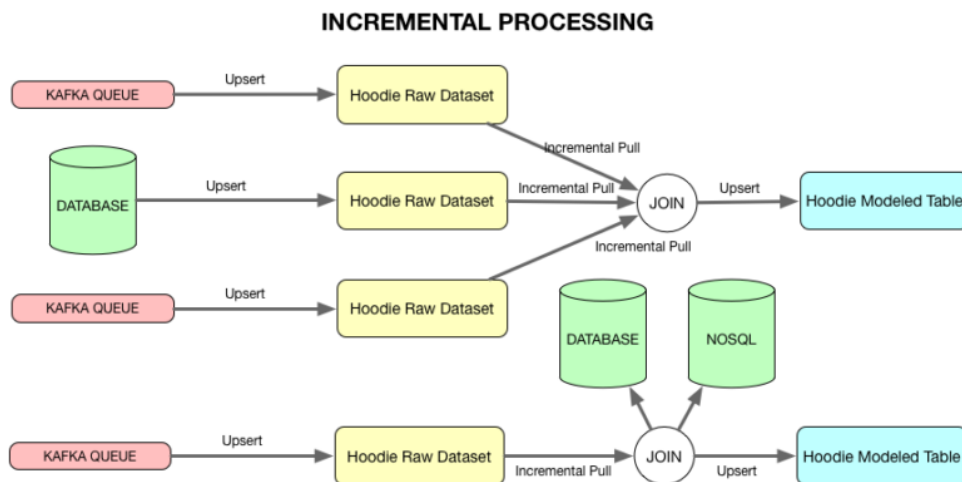 INCREMENTAL PROCESSING
KAFKA QUEUE
Upsert
Hoodie Raw Dataset
Incremental Pull
DATABASE
Upsert
Hoodie Raw Dataset
Incremental Pull
JOIN
Upsert
Hoodie Modeled Table
KAFKA QUEUE
Upsert
Hoodie Raw Dataset
Incremental Pull
DATABASE
NOSQL
KAFKA QUEUE
Upsert
Hoodie Raw Dataset
Incremental Pull
JOIN
Upsert
Hoodie Modeled Table